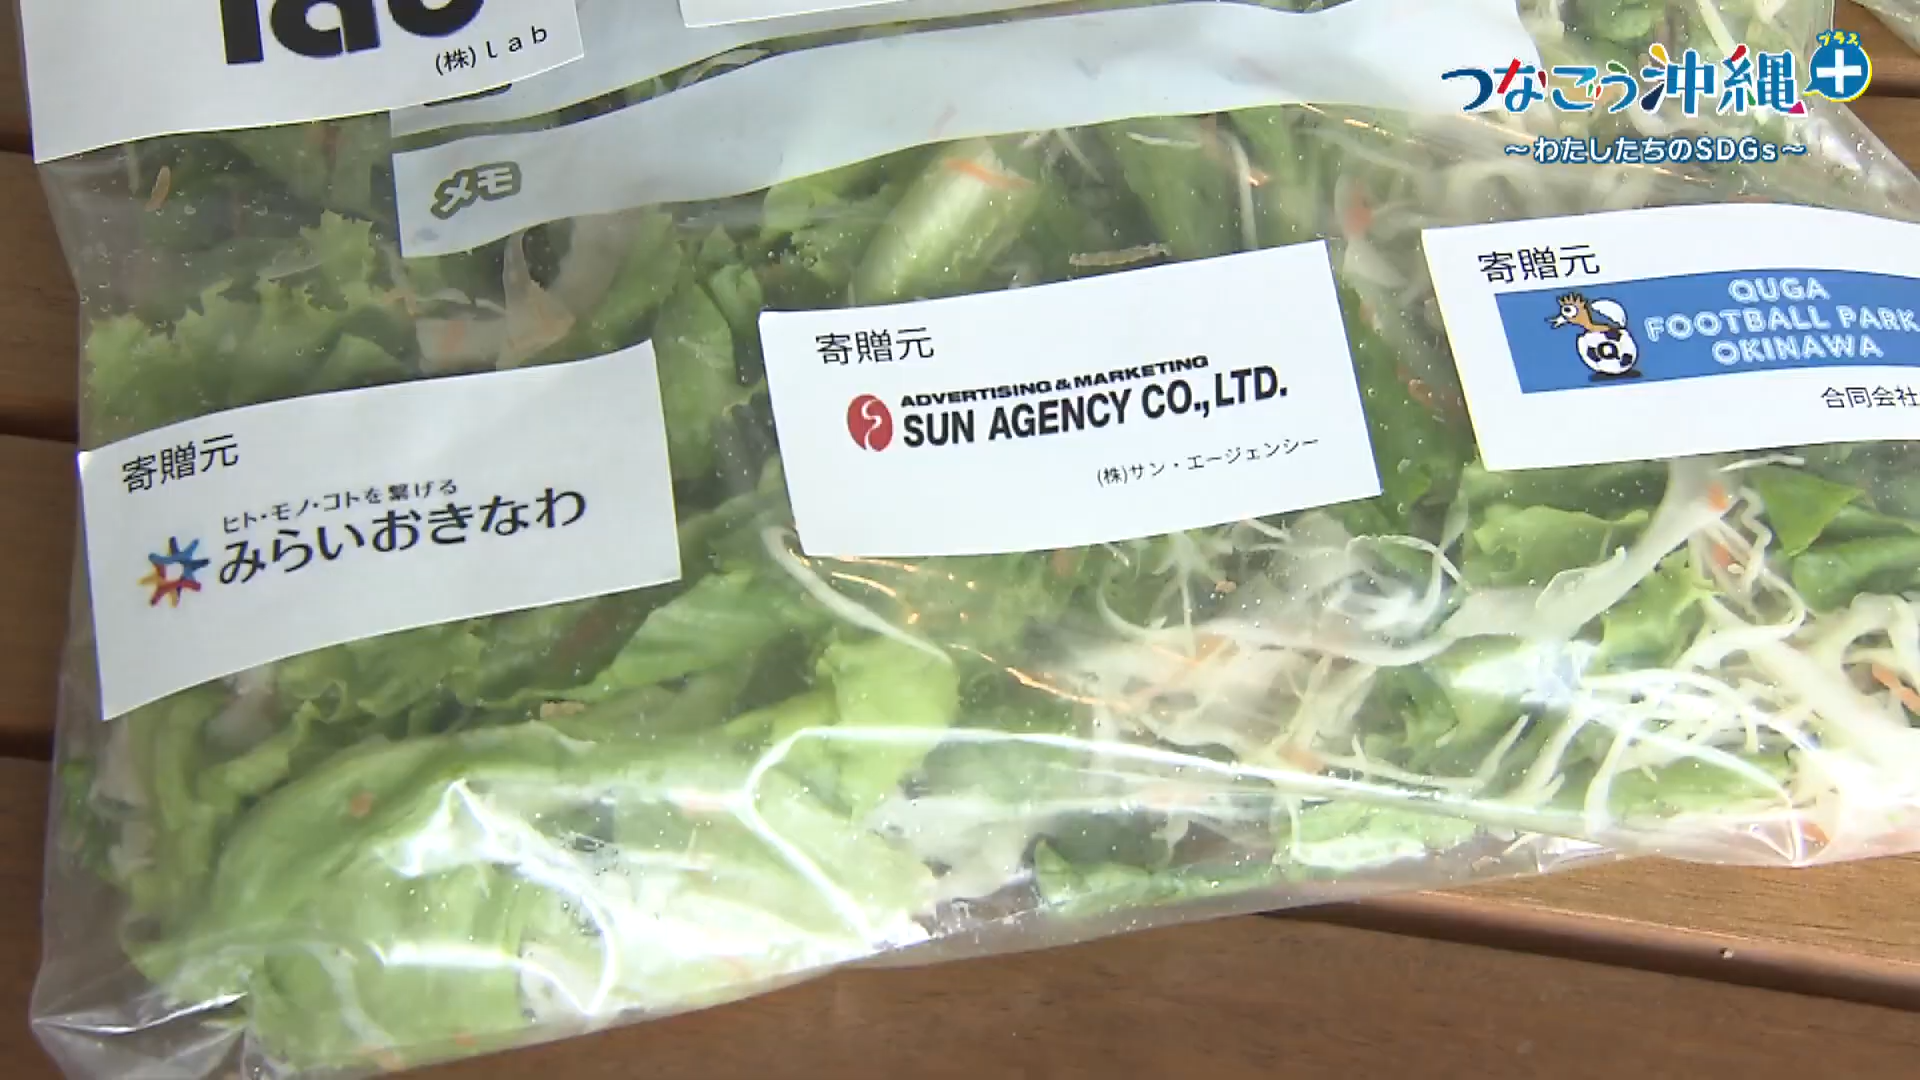 lab
(株)Lab
つなごう沖縄
プラス
～わたしたちのSDGs～
メモ
寄贈元
QUGA
FOOTBALL PARK
OKINAWA
合同会社
寄贈元
ADVERTISING & MARKETING
SUN AGENCY CO., LTD.
(株)サン・エージェンシー
寄贈元
ヒト・モノ・コトを繋げる
みらいおきなわ